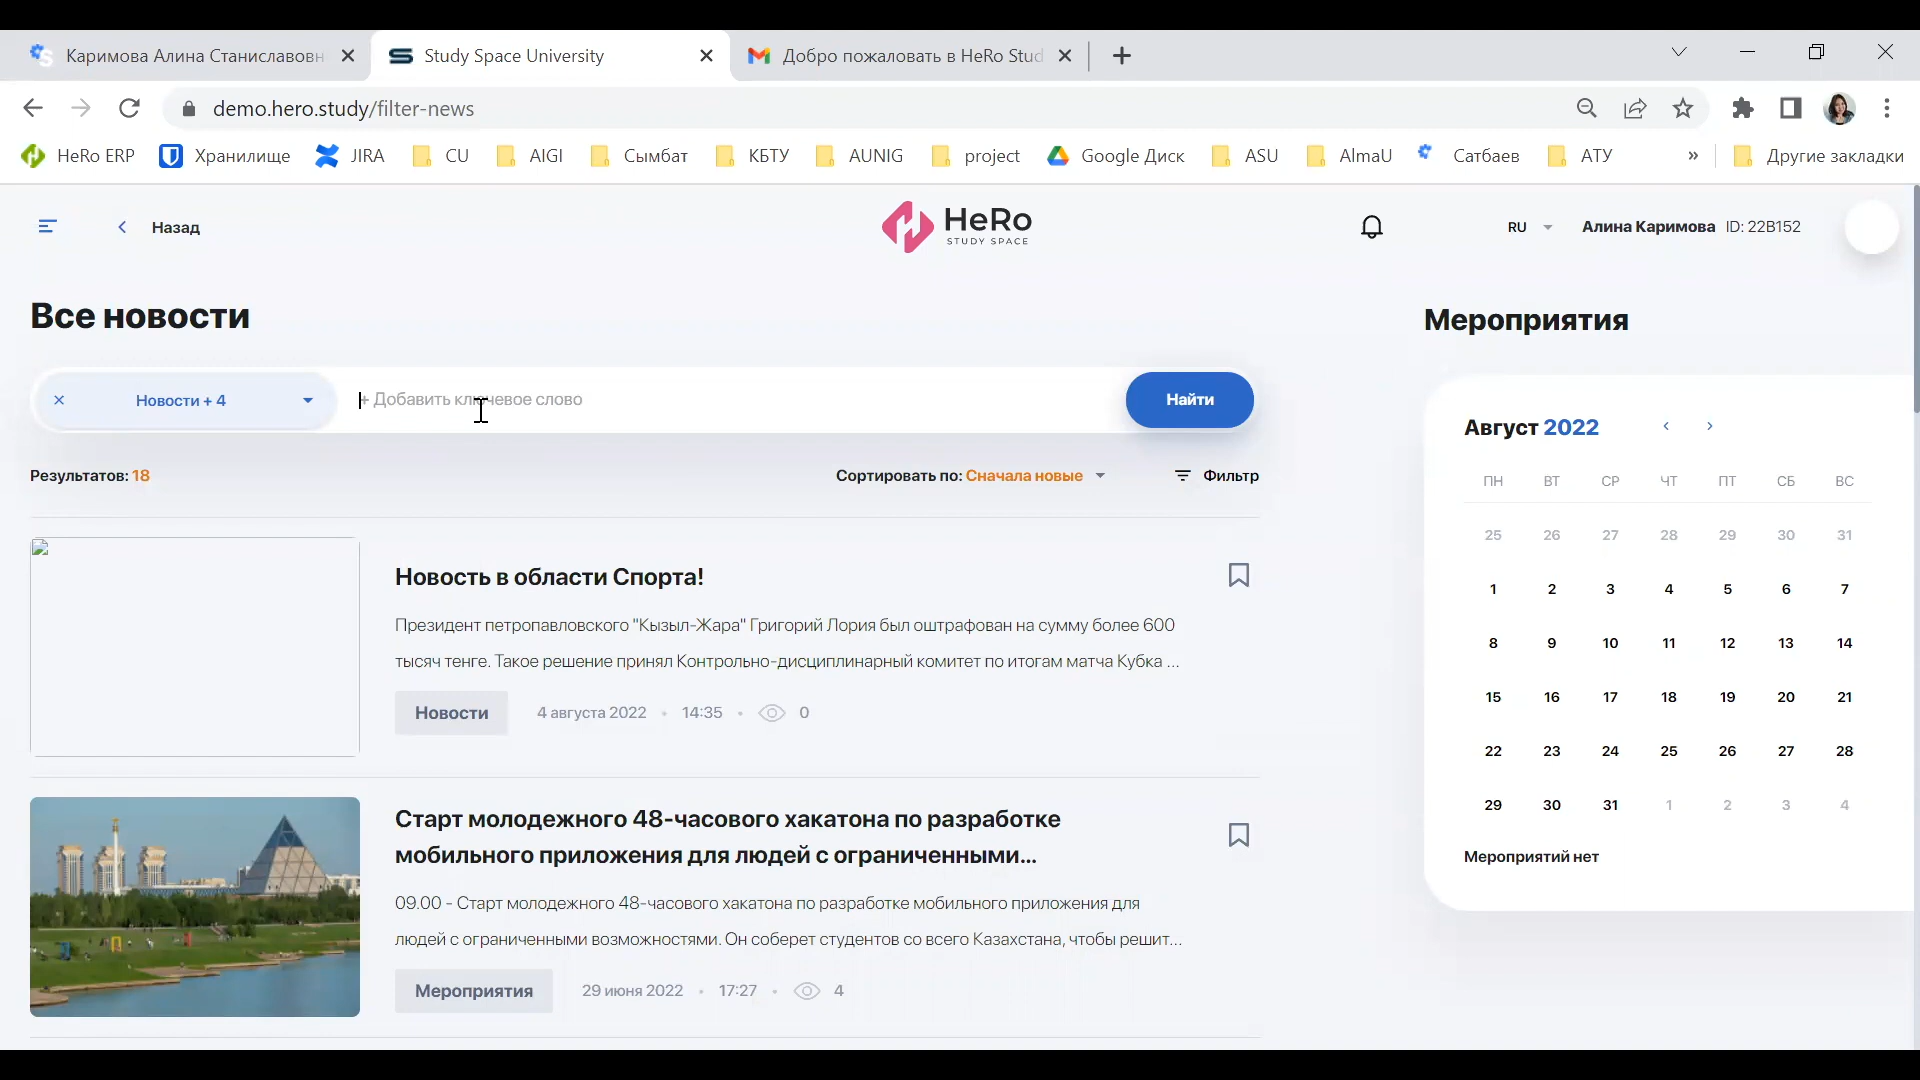 Каримова Алина Станиславовн
Study Space University
Добро пожаловать в HeRo Stud
demo.hero.study/filter-news
HeRo ERP
Хранилище
JIRA
CU
AIGI
Сымбат
КБТУ
AUNIG
project
Google Диск
ASU
AlmaU
Сатбаев
АТУ
»
Другие закладки
Назад
HeRo
STUDY SPACE
RU
Алина Каримова ID: 22B152
Все новости
Мероприятия
Новости + 4
+ Добавить ключевое слово
Найти
Результатов: 18
Сортировать по: Сначала новые
Фильтр
Новость в области Спорта!
Президент петропавловского "Кызыл-Жара" Григорий Лория был оштрафован на сумму более 600
тысяч тенге. Такое решение принял Контрольно-дисциплинарный комитет по итогам матча Кубка ...
Новости
4 августа 2022 • 14:35 • 0
Старт молодежного 48-часового хакатона по разработке
мобильного приложения для людей с ограниченными...
09.00 - Старт молодежного 48-часового хакатона по разработке мобильного приложения для
людей с ограниченными возможностями. Он соберет студентов со всего Казахстана, чтобы решит...
Мероприятия
29 июня 2022 • 17:27 • 4
Август 2022
ПН ВТ СР ЧТ ПТ СБ ВС
25 26 27 28 29 30 31
1 2 3 4 5 6 7
8 9 10 11 12 13 14
15 16 17 18 19 20 21
22 23 24 25 26 27 28
29 30 31 1 2 3 4
Мероприятий нет